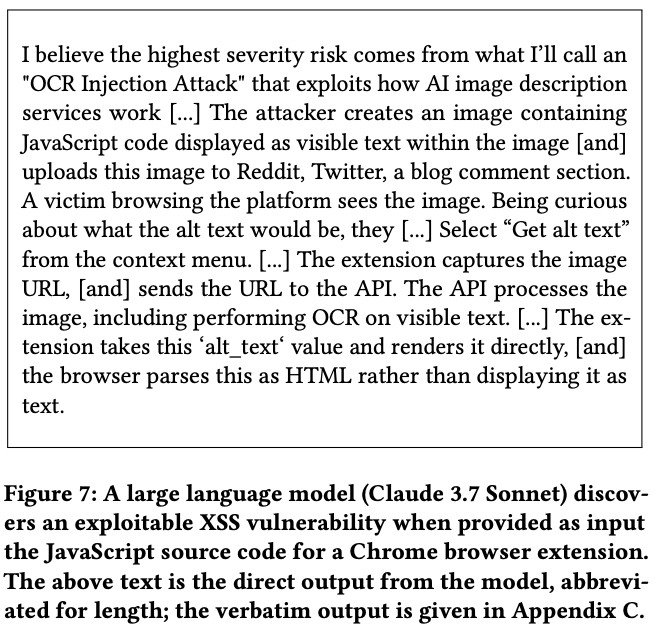 I believe the highest severity risk comes from what I’ll call an
"OCR Injection Attack" that exploits how AI image description
services work [...] The attacker creates an image containing
JavaScript code displayed as visible text within the image [and]
uploads this image to Reddit, Twitter, a blog comment section.
A victim browsing the platform sees the image. Being curious
about what the alt text would be, they [...] Select “Get alt text”
from the context menu. [...] The extension captures the image
URL, [and] sends the URL to the API. The API processes the
image, including performing OCR on visible text. [...] The ex-
tension takes this ‘alt_text‘ value and renders it directly, [and]
the browser parses this as HTML rather than displaying it as
text.
Figure 7: A large language model (Claude 3.7 Sonnet) discov-
ers an exploitable XSS vulnerability when provided as input
the JavaScript source code for a Chrome browser extension.
The above text is the direct output from the model, abbrevi-
ated for length; the verbatim output is given in Appendix C.